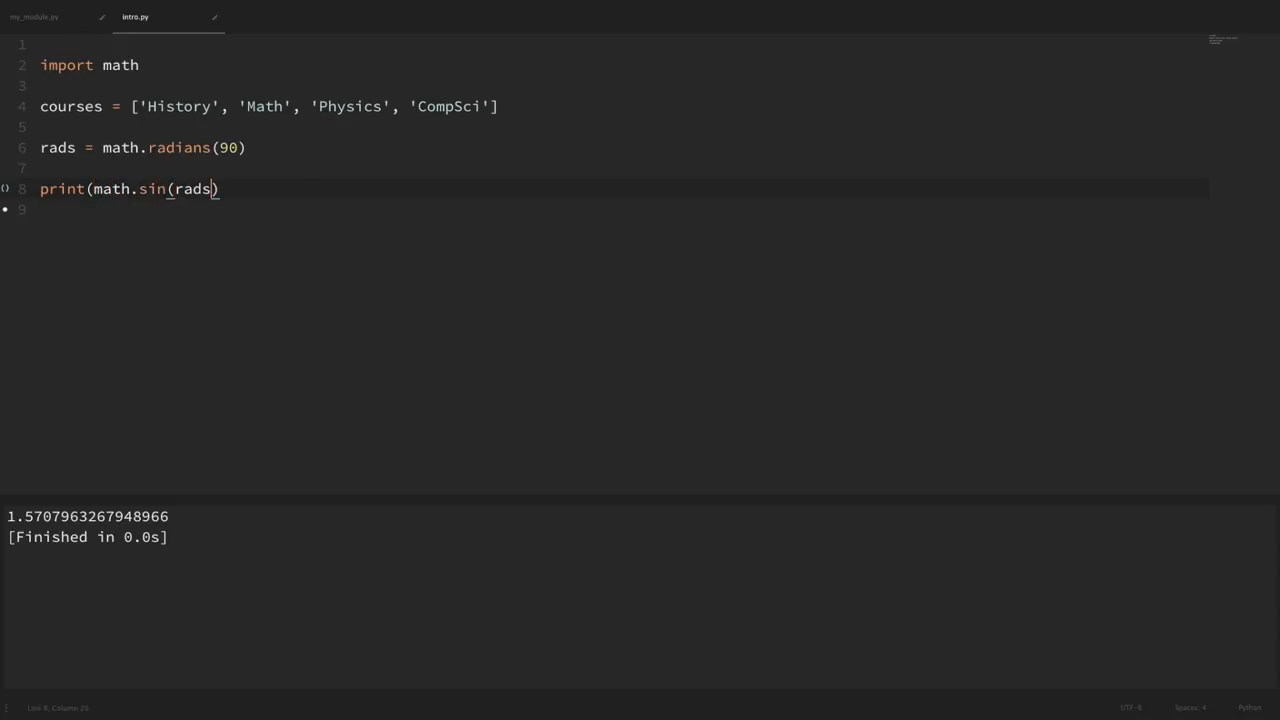 my_module.py
intro.py
1
2 import math
3
4 courses = ['History', 'Math', 'Physics', 'CompSci']
5
6 rads = math.radians(90)
7
() 8 print(math.sin(rads)
9
1.5707963267948966
[Finished in 0.0s]
Line 8, Column 20
UTF-8
Spaces: 4
Python